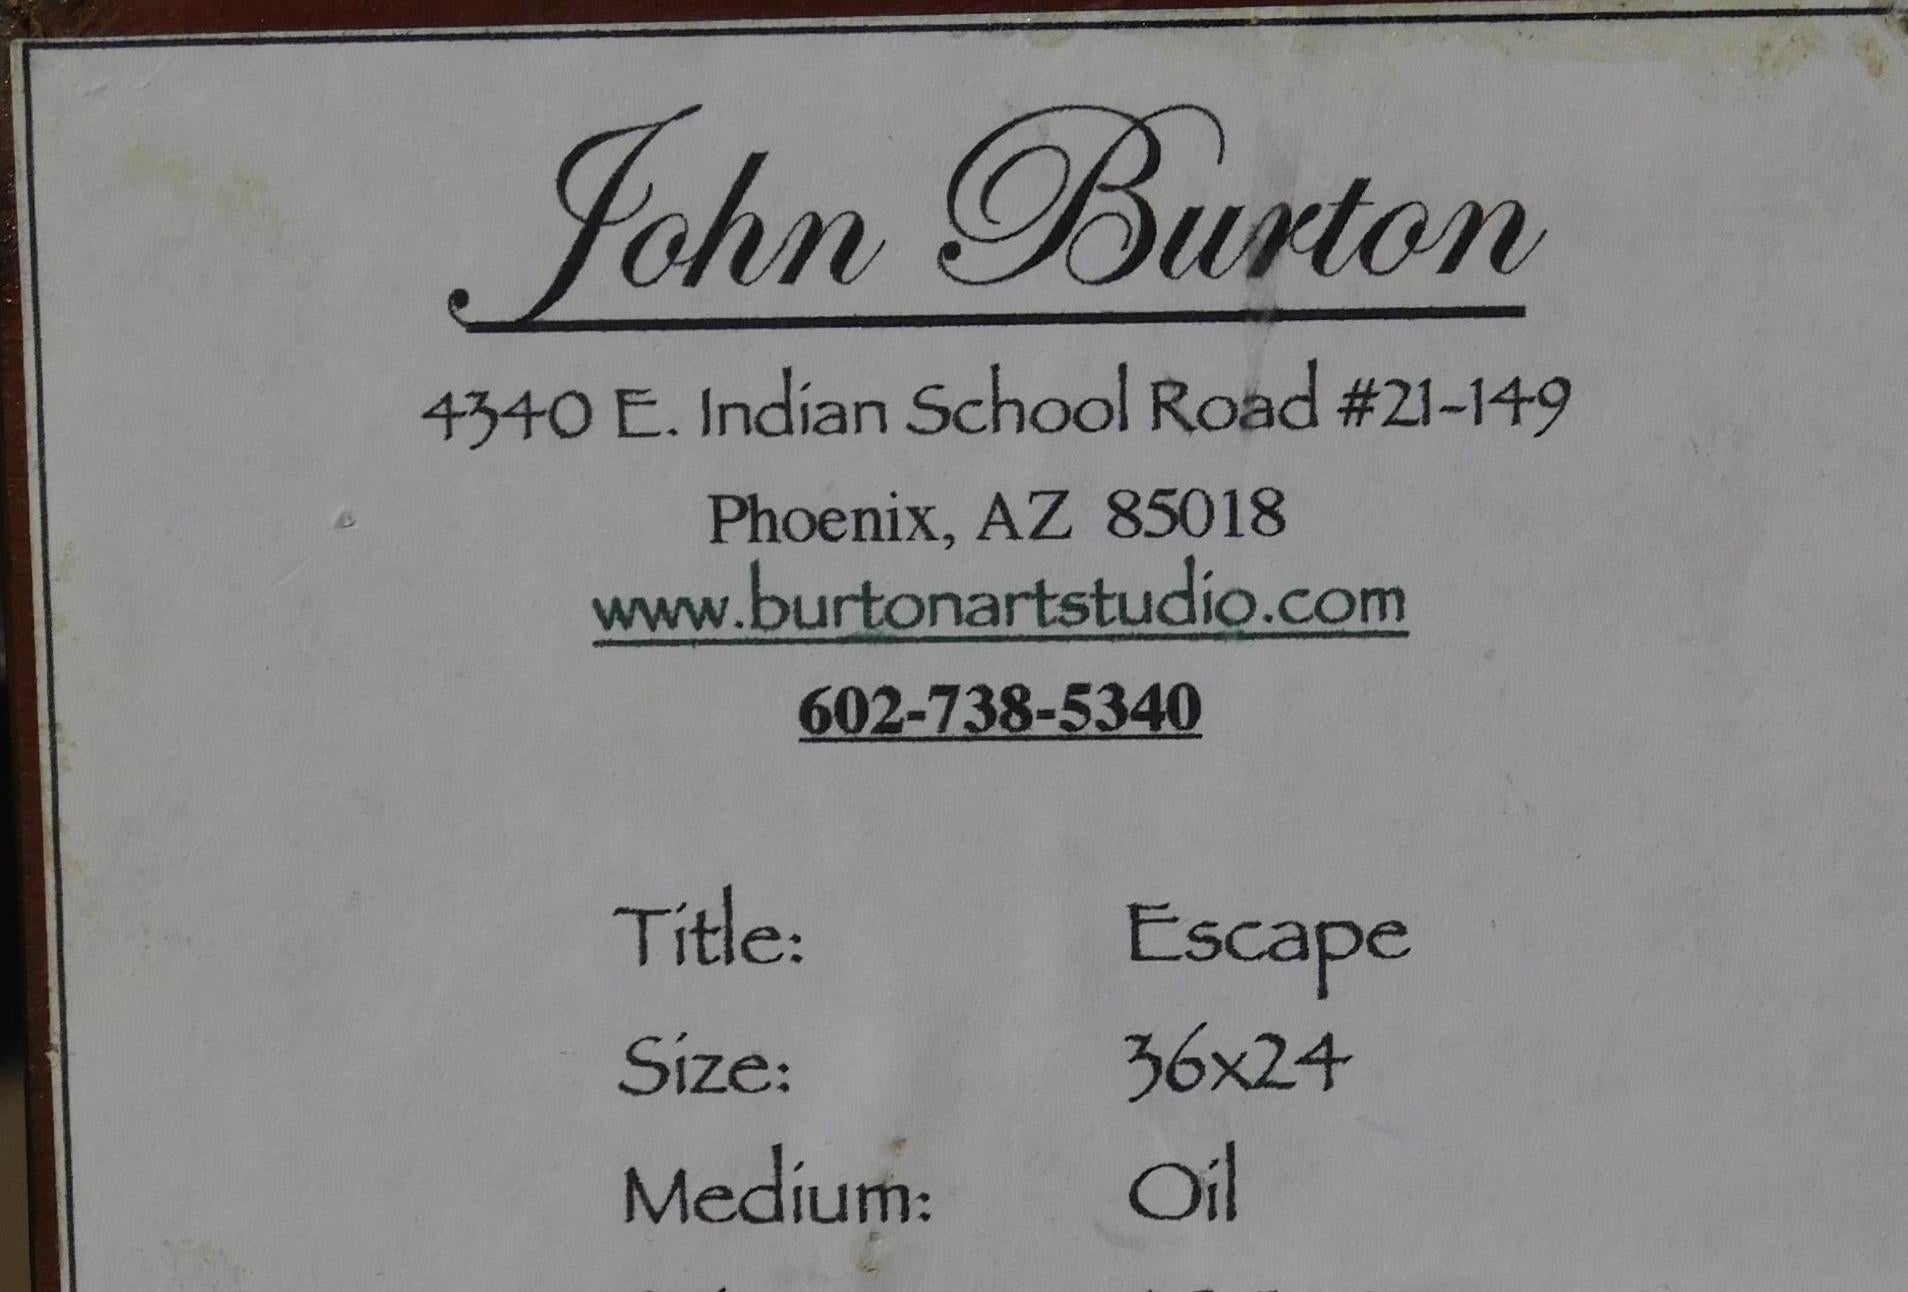 John Burton
4340 E. Indian School Road #21-149
Phoenix, AZ 85018
www.burtonartstudio.com
602-738-5340
Title: Escape
Size: 36x24
Medium: Oil